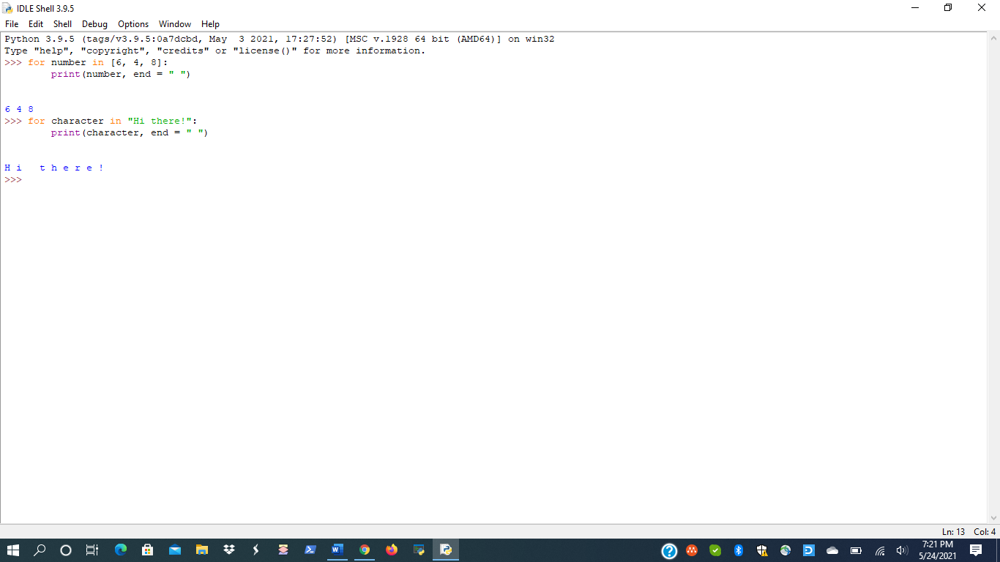 IDLE Shell 3.9.5
File Edit Shell Debug Options Window Help
Python 3.9.5 (tags/v3.9.5:0a7dcbd, May  3 2021, 17:27:52) [MSC v.1928 64 bit (AMD64)] on win32
Type "help", "copyright", "credits" or "license()" for more information.
>>> for number in [6, 4, 8]:
        print(number, end = " ")
6 4 8
>>> for character in "Hi there!":
        print(character, end = " ")
H i   t h e r e !
>>>
Ln: 13 Col: 4
7:21 PM
5/24/2021